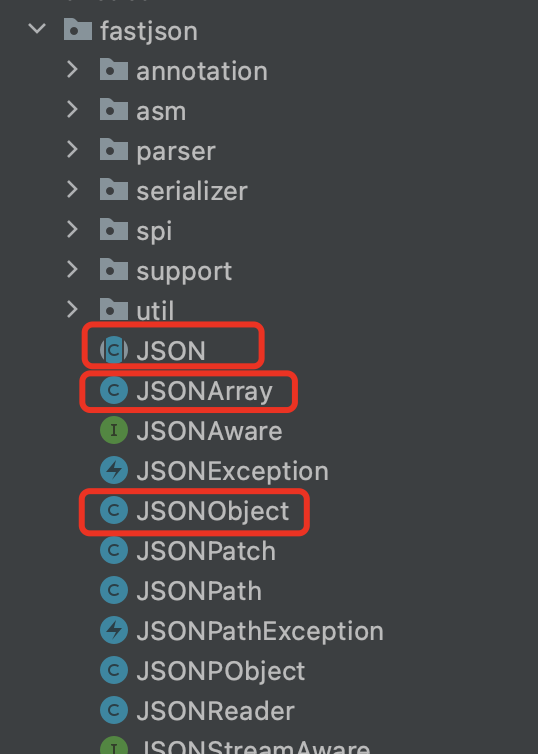 fastjson
annotation
asm
parser
serializer
spi
support
util
JSON
JSONArray
JSONAware
JSONException
JSONObject
JSONPatch
JSONPath
JSONPathException
JSONPObject
JSONReader
JSONStreamAware